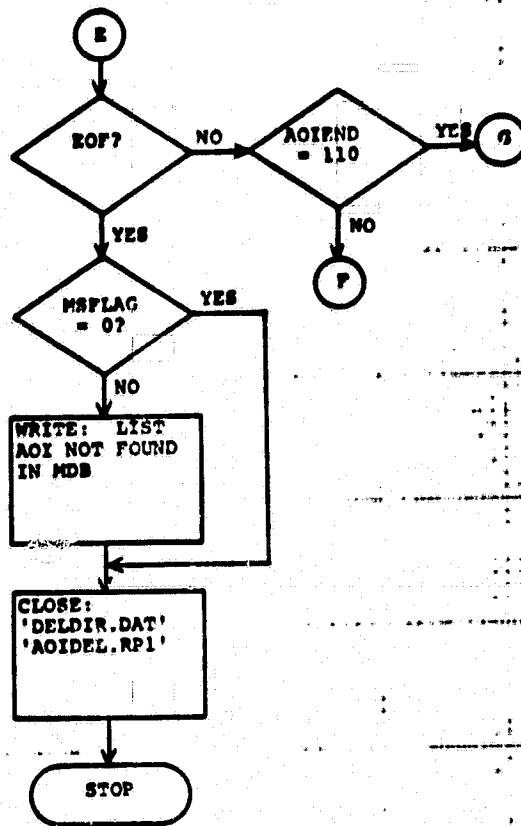 E
EOF?
NO
AOIEND
= 110
YES
G
YES
NO
F
MSFLAG
= 0?
YES
NO
WRITE: LIST
AOI NOT FOUND
IN MDB
CLOSE:
'DELDIR.DAT'
'AOIDEL.RP1'
STOP